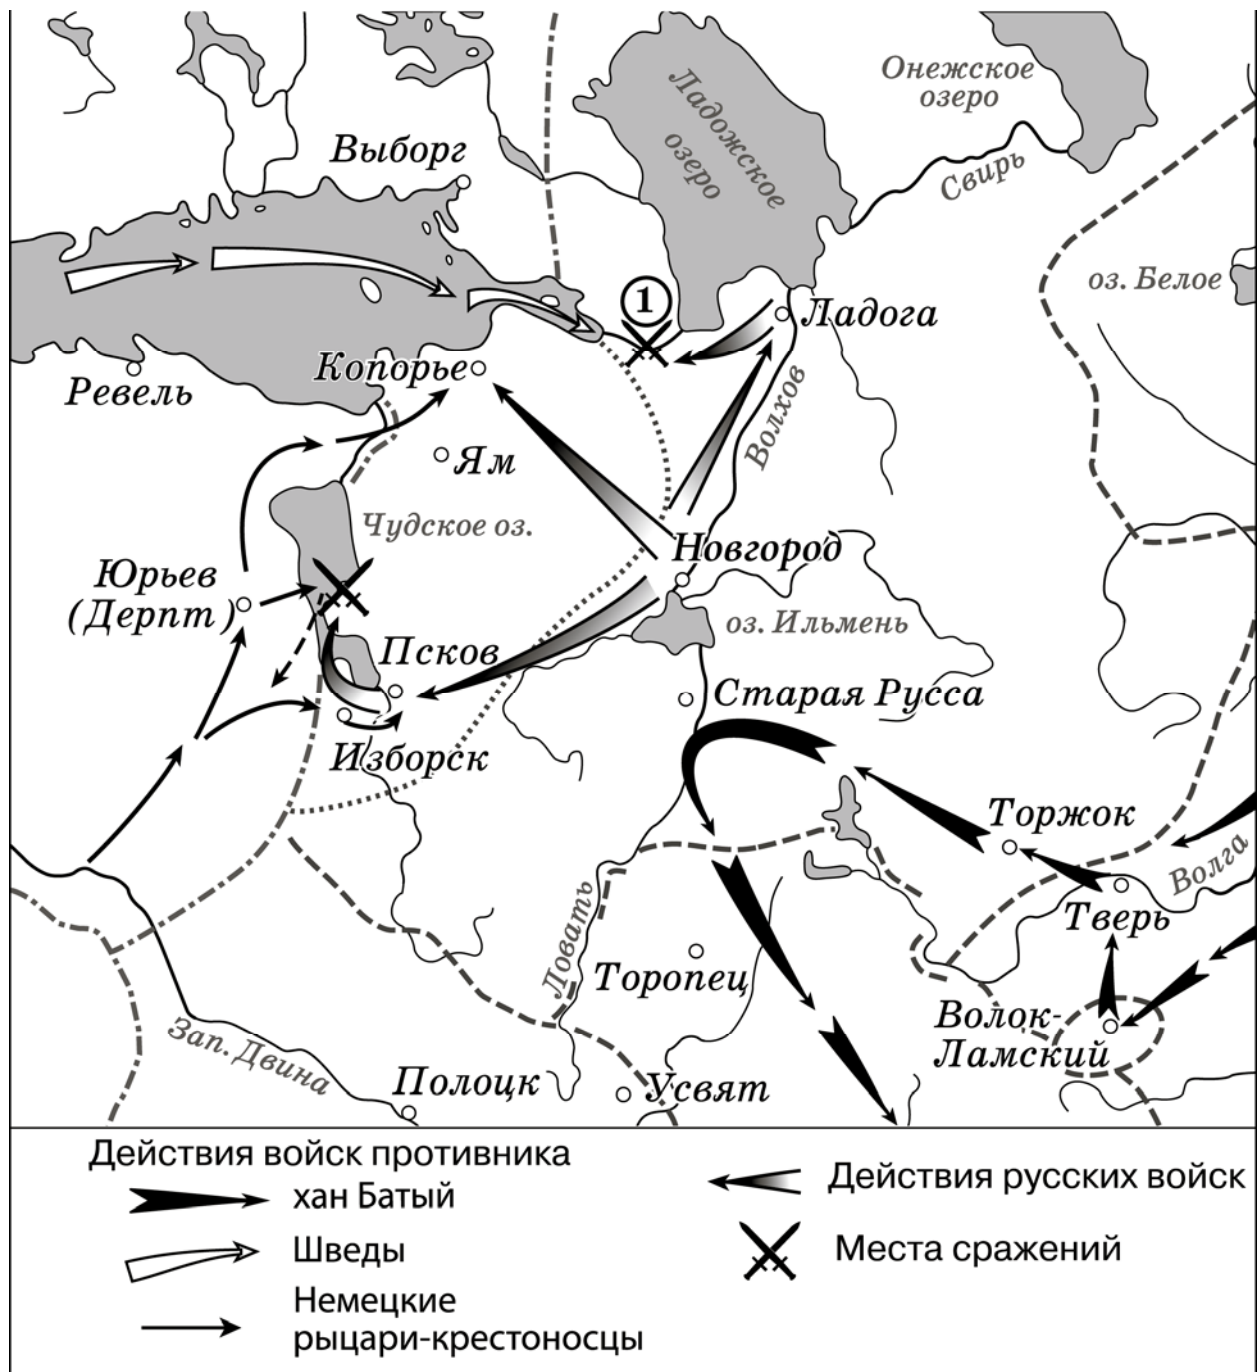 Онежское
озеро
Ладожское
озеро
Свирь
Выборг
оз. Белое
1
Ладога
Копорье
Ревель
Волхов
Ям
Чудское оз.
Новгород
Юрьев
(Дерпт)
оз. Ильмень
Псков
Старая Русса
Изборск
Торжок
Волга
Тверь
Ловать
Торопец
Волок-
Ламский
Зап. Двина
Полоцк
Усвят
Действия войск противника
хан Батый
Шведы
Немецкие
рыцари-крестоносцы
Действия русских войск
Места сражений